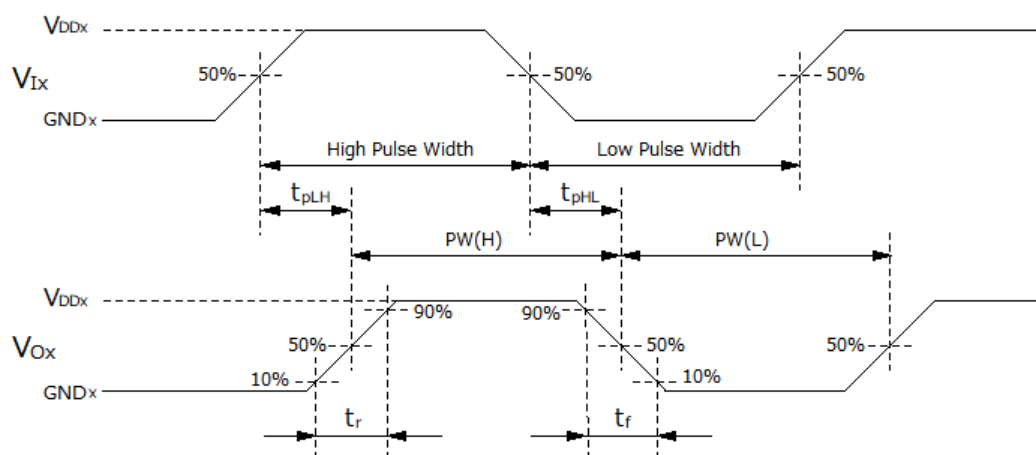 VDDx
VIx
50%
50%
50%
GNDx
High Pulse Width
Low Pulse Width
tpLH
tpHL
PW(H)
PW(L)
VDDx
90%
90%
VOx
50%
50%
50%
10%
10%
GNDx
tr
tf